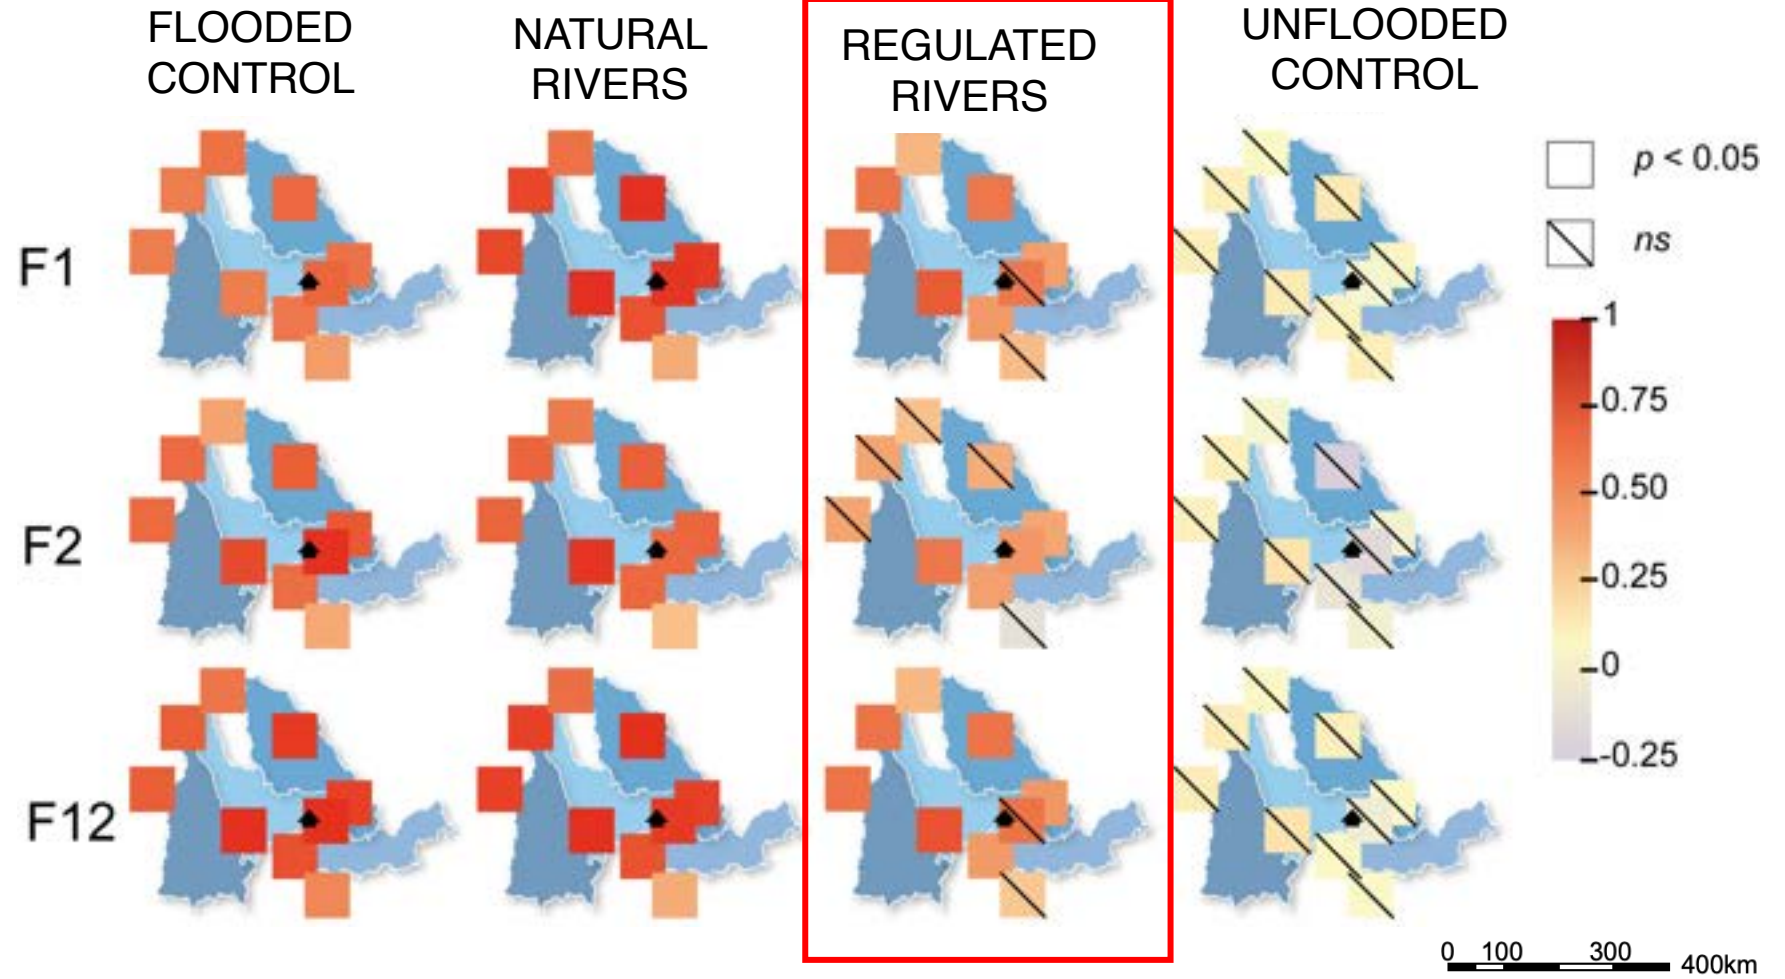 FLOODED
CONTROL
NATURAL
RIVERS
REGULATED
RIVERS
UNFLOODED
CONTROL
p < 0.05
ns
F1
F2
F12
1
0.75
0.50
0.25
0
-0.25
0 100 300 400km